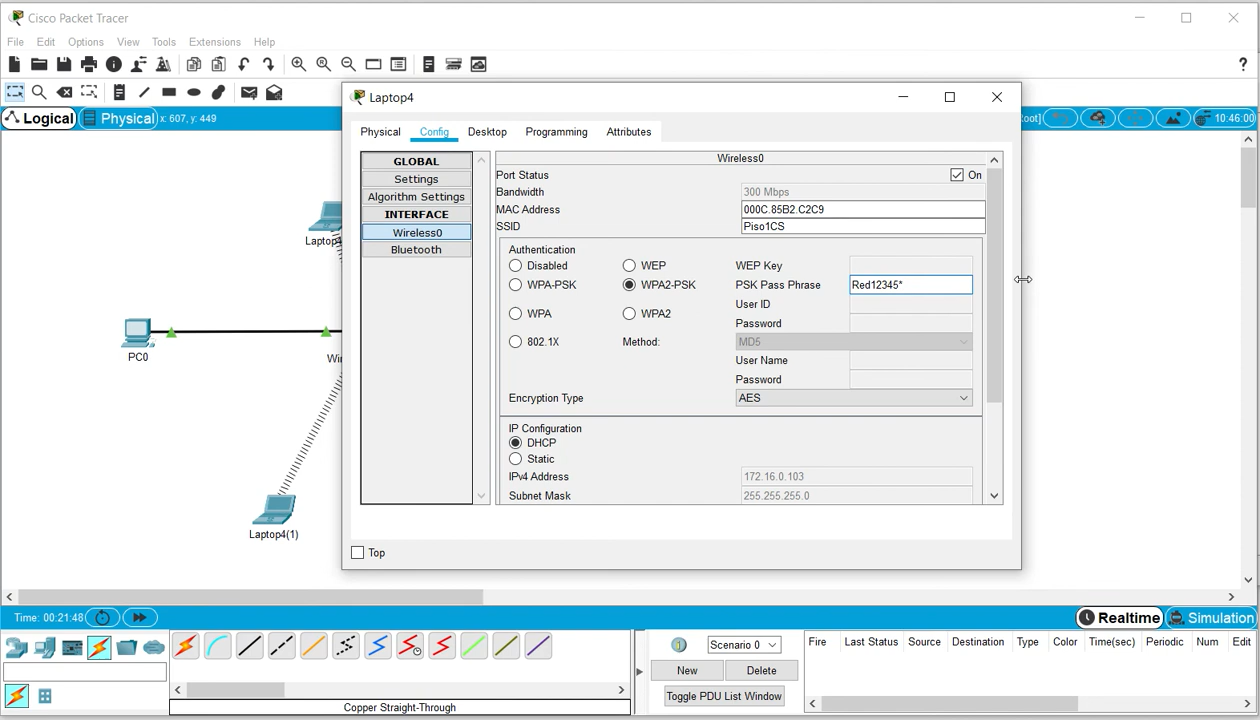 Cisco Packet Tracer
File Edit Options View Tools Extensions Help
?
Logical Physical x: 607, y: 449
Root] 10:46:00
Laptop4
Physical Config Desktop Programming Attributes
GLOBAL
Settings
Algorithm Settings
INTERFACE
Wireless0
Bluetooth
Wireless0
Port Status On
Bandwidth 300 Mbps
MAC Address 000C.85B2.C2C9
SSID Piso1CS
Authentication
Disabled WEP WEP Key
WPA-PSK WPA2-PSK PSK Pass Phrase Red12345*
User ID
WPA WPA2
Password
802.1X Method: MD5
User Name
Password
Encryption Type AES
IP Configuration
DHCP
Static
IPv4 Address 172.16.0.103
Subnet Mask 255.255.255.0
Top
PC0
Laptop4(1)
Time: 00:21:48
Realtime Simulation
Scenario 0
New Delete
Toggle PDU List Window
Fire Last Status Source Destination Type Color Time(sec) Periodic Num Edit
Copper Straight-Through